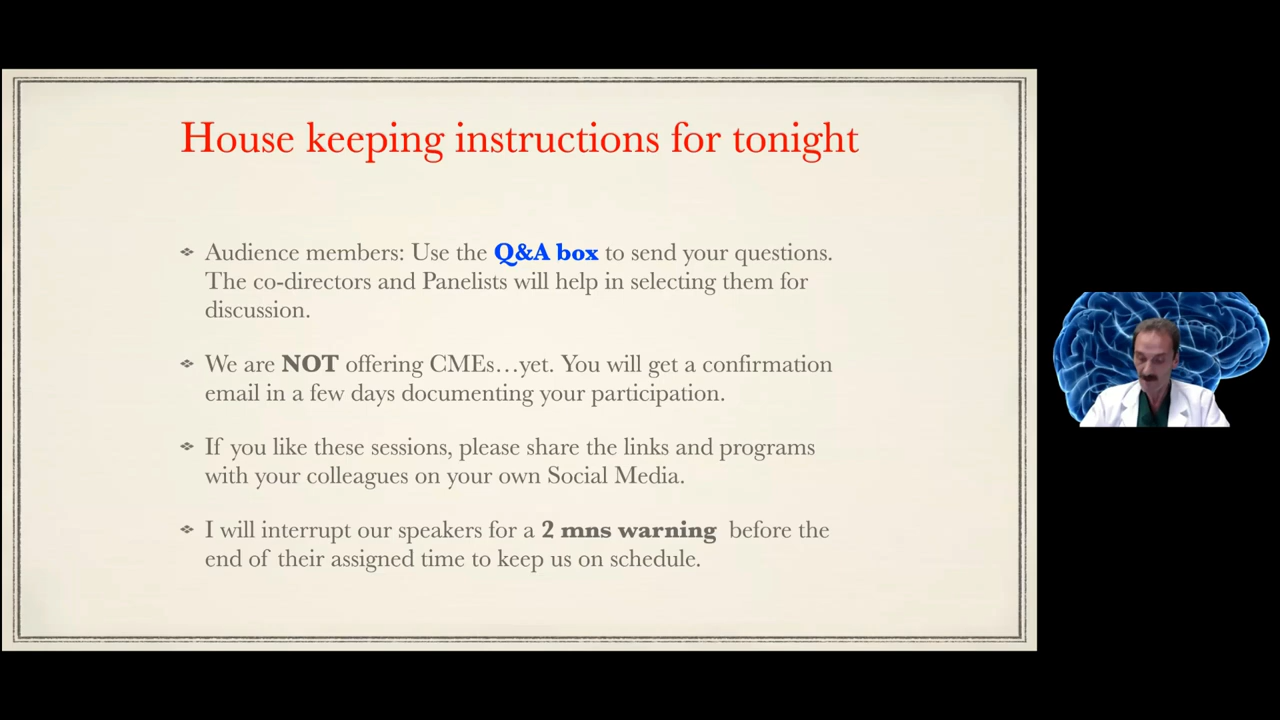 House keeping instructions for tonight
Audience members: Use the Q&A box to send your questions.
The co-directors and Panelists will help in selecting them for
discussion.
We are NOT offering CMEs…yet. You will get a confirmation
email in a few days documenting your participation.
If you like these sessions, please share the links and programs
with your colleagues on your own Social Media.
I will interrupt our speakers for a 2 mns warning before the
end of their assigned time to keep us on schedule.